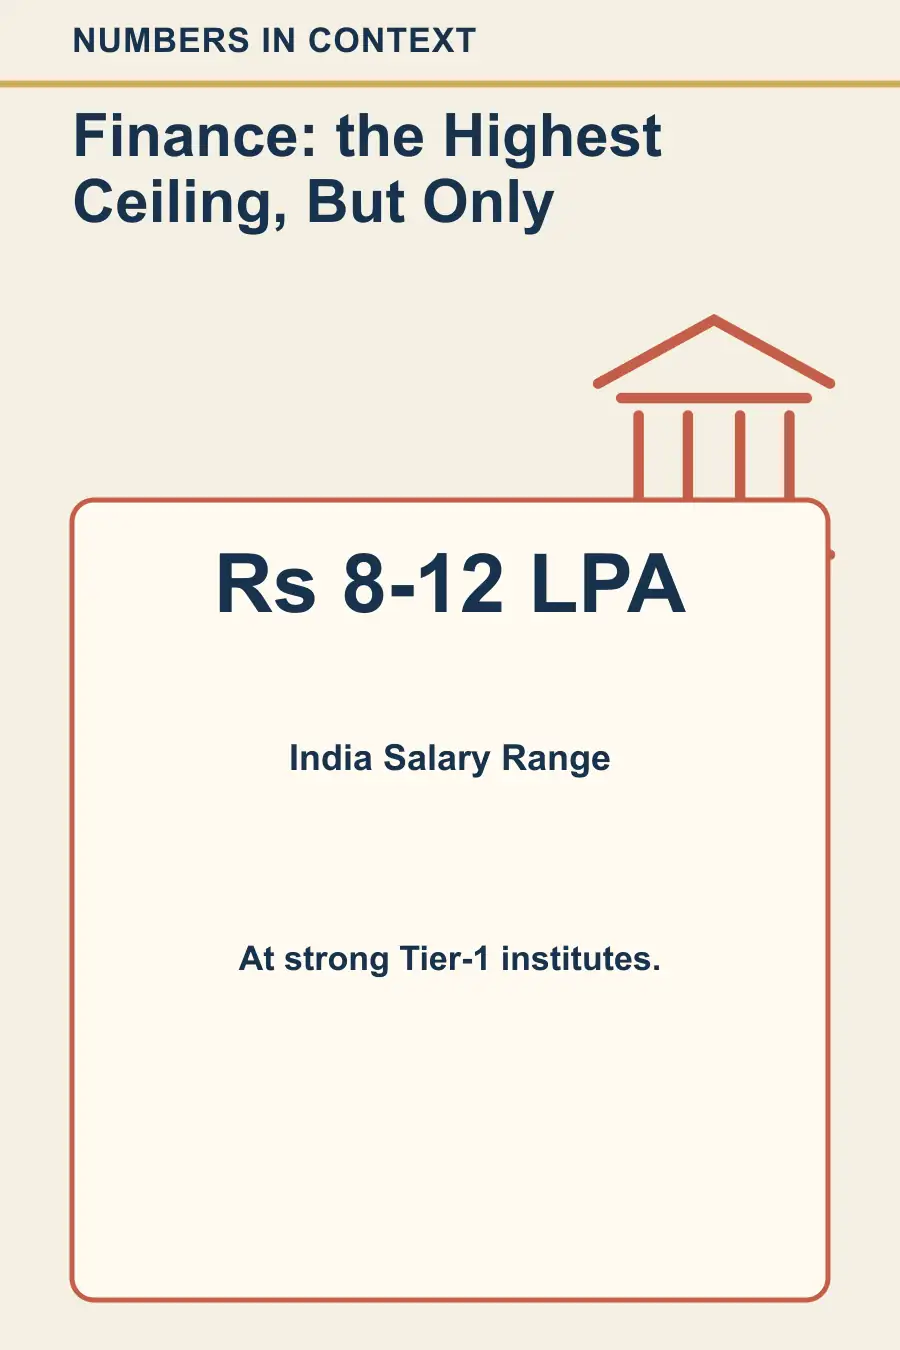 NUMBERS IN CONTEXT
Finance: the Highest
Ceiling, But Only
Rs 8-12 LPA
India Salary Range
At strong Tier-1 institutes.